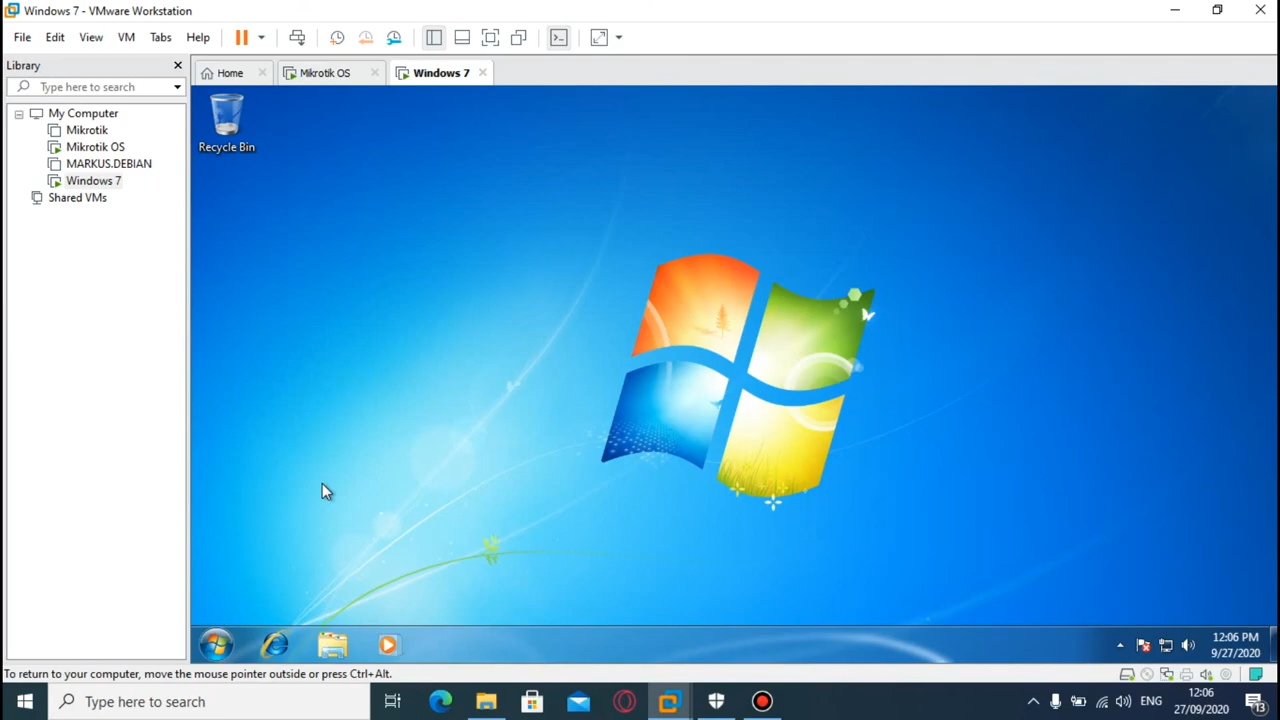 Windows 7 - VMware Workstation
File Edit View VM Tabs Help
Library
Type here to search
My Computer
Mikrotik
Mikrotik OS
MARKUS.DEBIAN
Windows 7
Shared VMs
Home Mikrotik OS Windows 7
Recycle Bin
12:06 PM
9/27/2020
To return to your computer, move the mouse pointer outside or press Ctrl+Alt.
Type here to search
ENG
12:06
27/09/2020
13